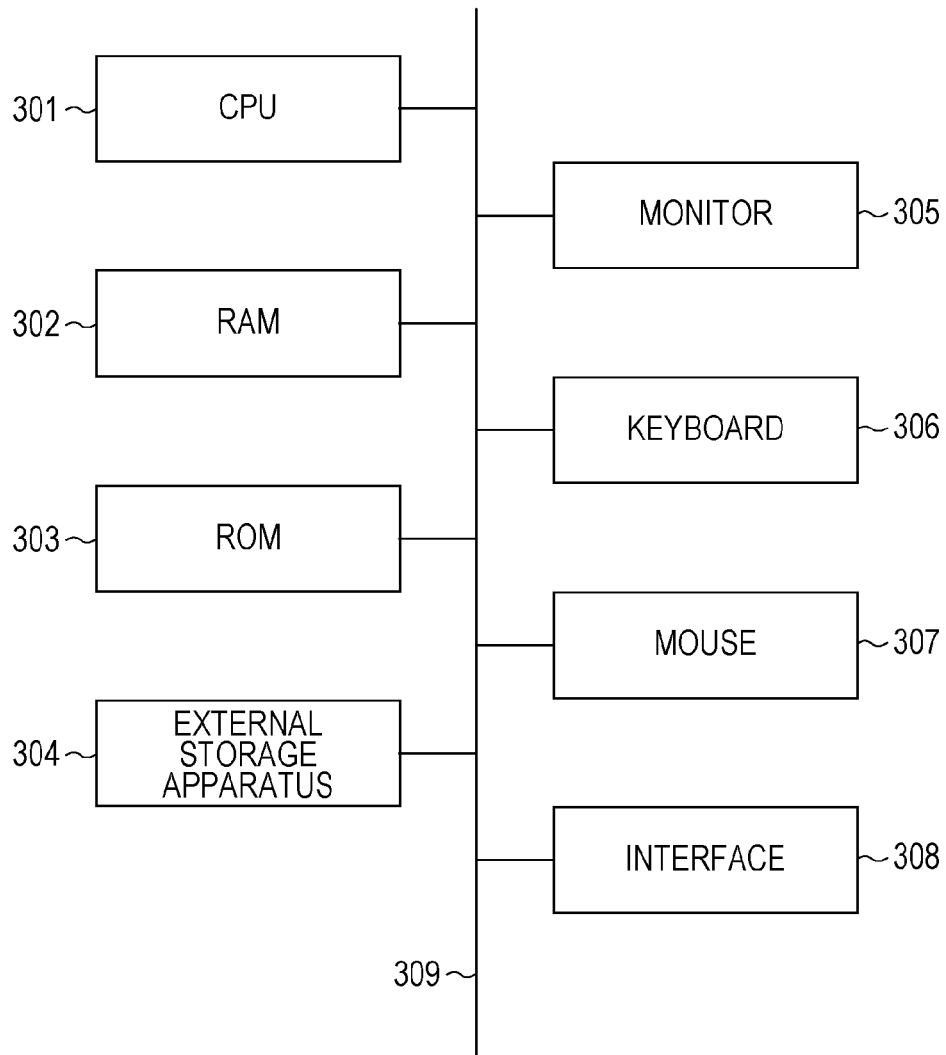 301
CPU
MONITOR
305
302
RAM
KEYBOARD
306
303
ROM
MOUSE
307
304
EXTERNAL
STORAGE
APPARATUS
INTERFACE
308
309